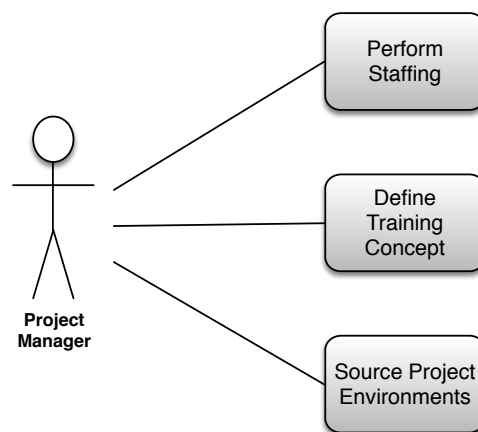 Perform
Staffing
Define
Training
Concept
Project
Manager
Source Project
Environments